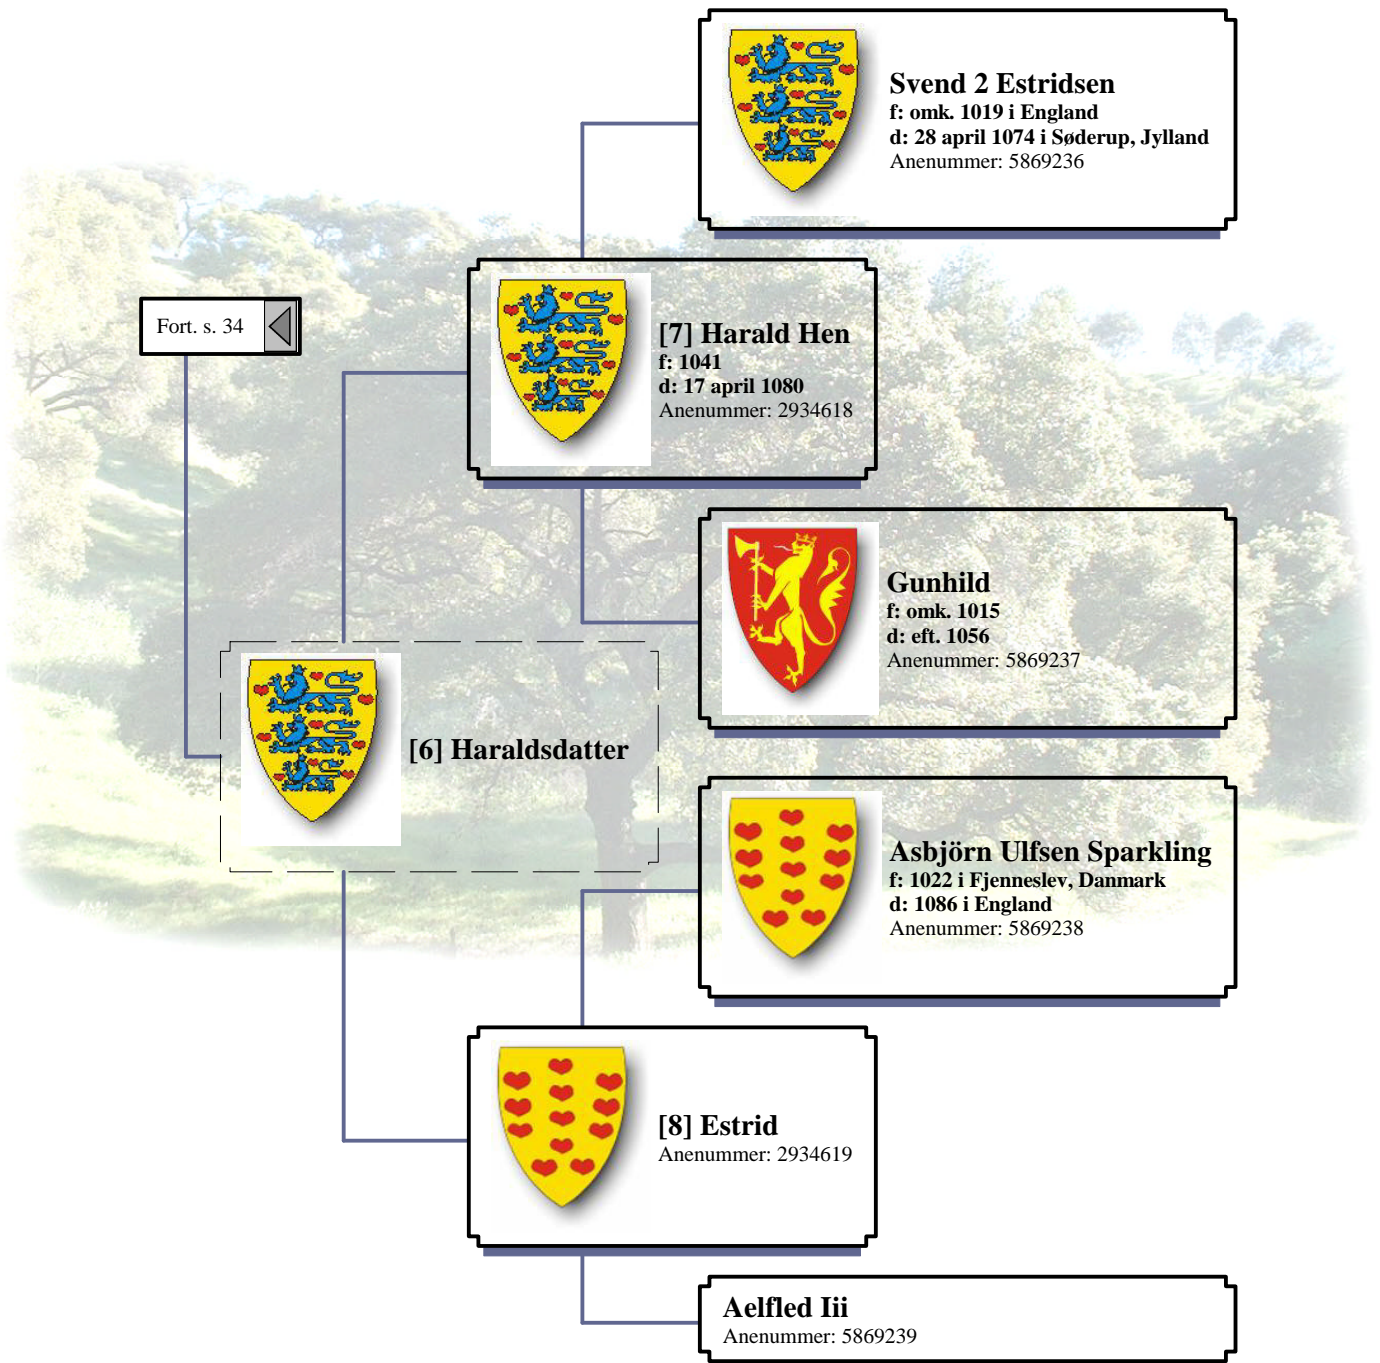 Svend 2 Estridsen
f: omk. 1019 i England
d: 28 april 1074 i Søderup, Jylland
Anenummer: 5869236
Fort. s. 34
[7] Harald Hen
f: 1041
d: 17 april 1080
Anenummer: 2934618
Gunhild
f: omk. 1015
d: eft. 1056
Anenummer: 5869237
[6] Haraldsdatter
Asbjörn Ulfsen Sparkling
f: 1022 i Fjenneslev, Danmark
d: 1086 i England
Anenummer: 5869238
[8] Estrid
Anenummer: 2934619
Aelfled Iii
Anenummer: 5869239